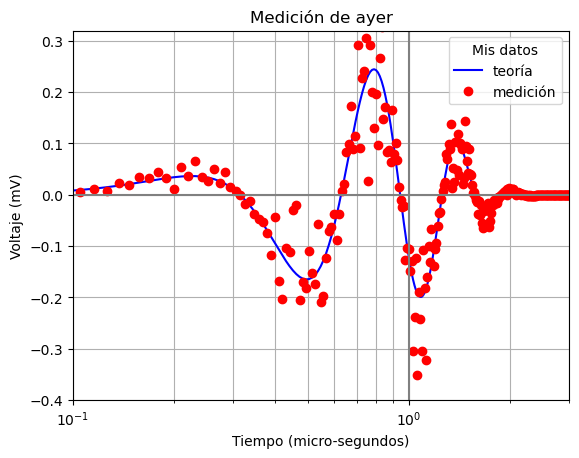 Medición de ayer
Mis datos
teoría
medición
0.3
0.2
0.1
0.0
−0.1
−0.2
−0.3
−0.4
Voltaje (mV)
10⁻¹
10⁰
Tiempo (micro-segundos)